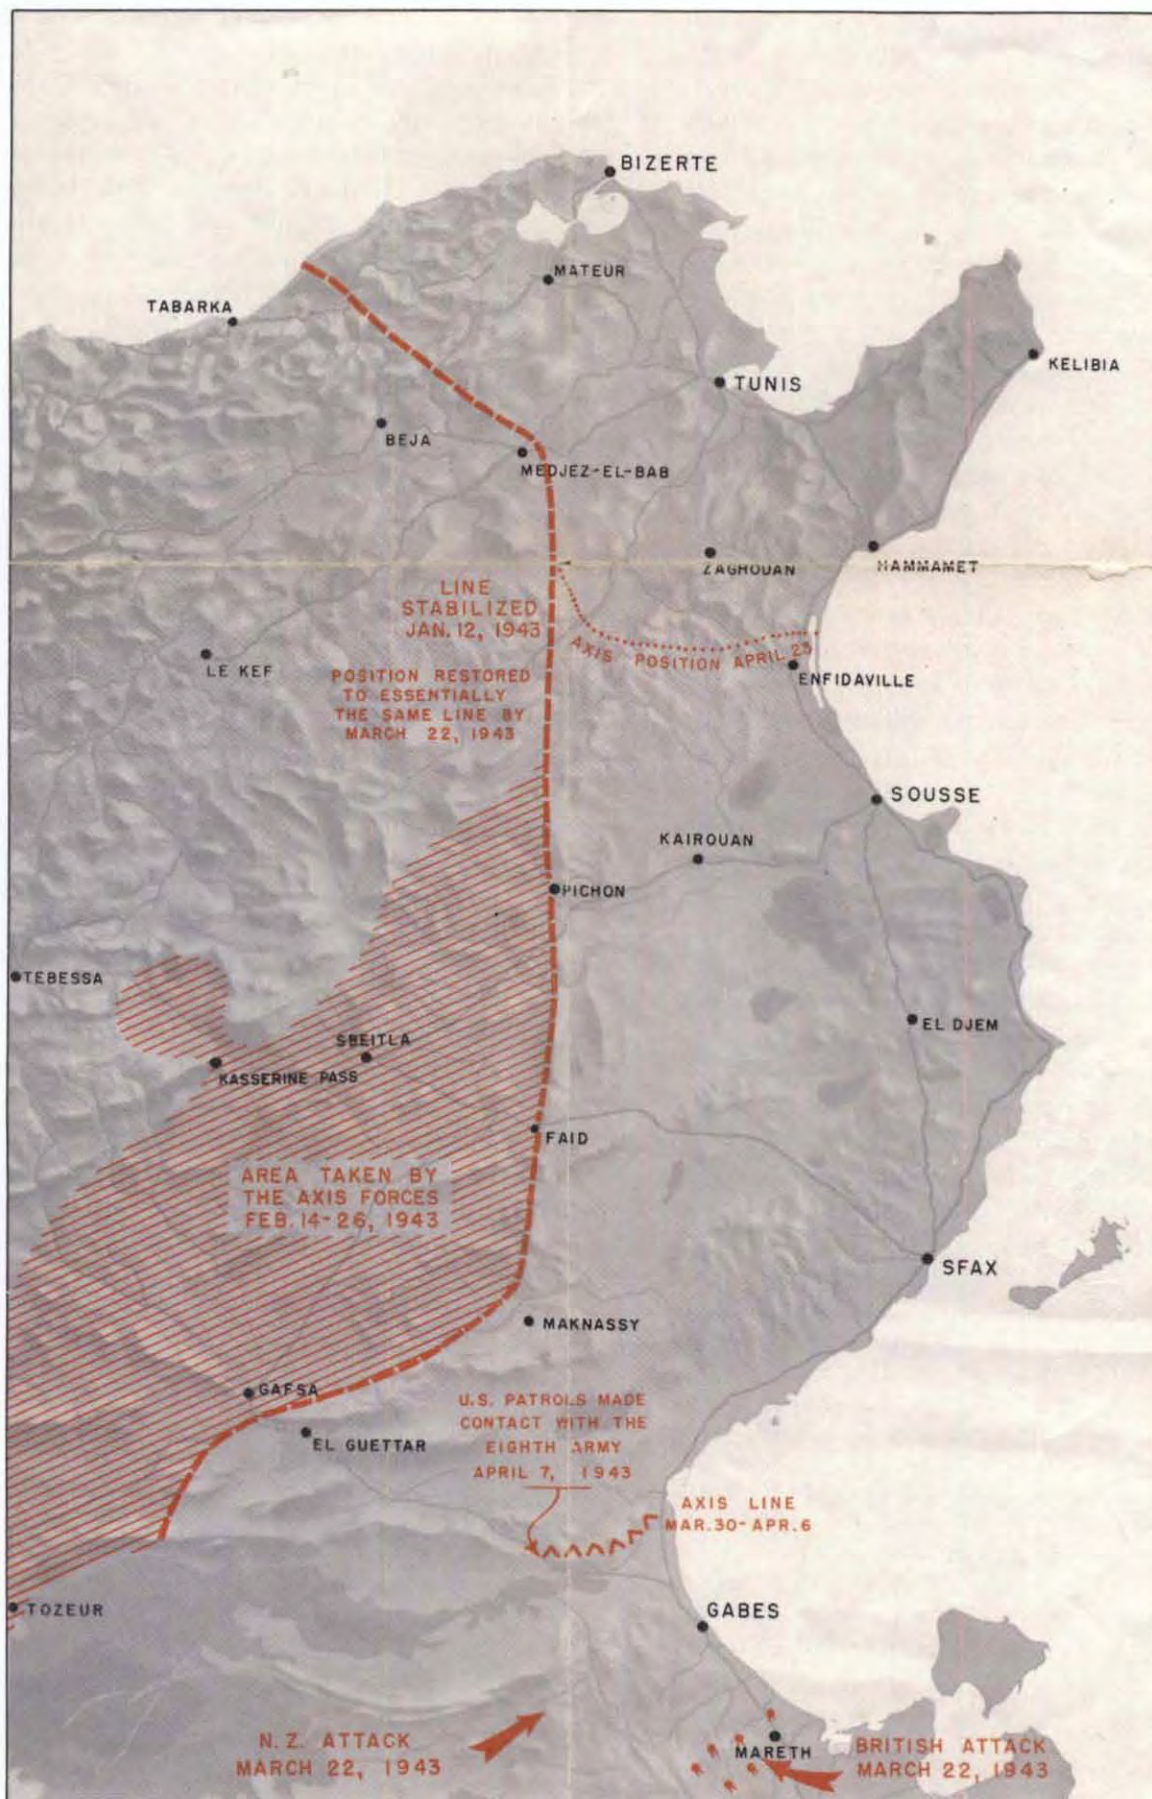 BIZERTE
MATEUR
TABARKA
KELIBIA
TUNIS
BEJA
MEDJEZ-EL-BAB
ZAGHOUAN
HAMMAMET
LINE
STABILIZED
JAN. 12, 1943
AXIS POSITION APRIL 23
LE KEF
ENFIDAVILLE
POSITION RESTORED
TO ESSENTIALLY
THE SAME LINE BY
MARCH 22, 1943
SOUSSE
KAIROUAN
PICHON
TEBESSA
EL DJEM
SBEITLA
KASSERINE PASS
FAID
AREA TAKEN BY
THE AXIS FORCES
FEB. 14-26, 1943
SFAX
MAKNASSY
GAFSA
U.S. PATROLS MADE
CONTACT WITH THE
EIGHTH ARMY
APRIL 7, 1943
EL GUETTAR
AXIS LINE
MAR. 30-APR. 6
TOZEUR
GABES
N. Z. ATTACK
MARCH 22, 1943
MARETH
BRITISH ATTACK
MARCH 22, 1943